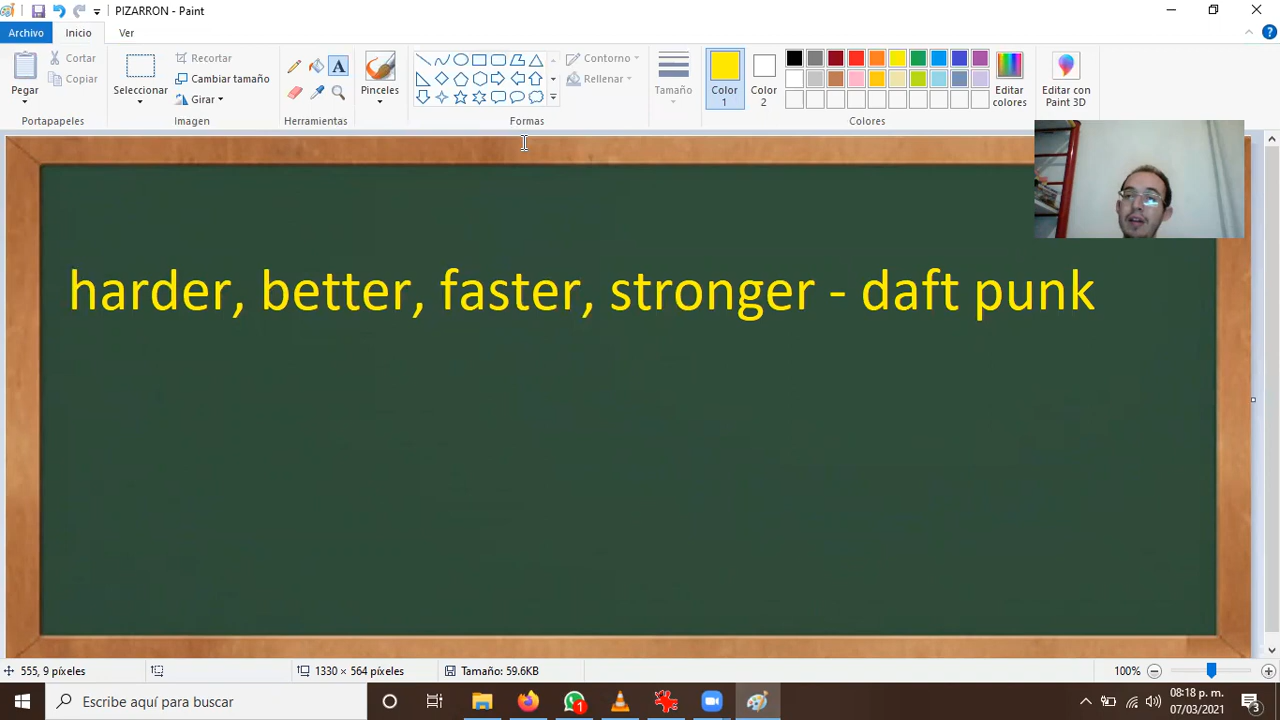 PIZARRON - Paint
Archivo
Inicio
Ver
Pegar
Cortar
Copiar
Portapapeles
Seleccionar
Recortar
Cambiar tamaño
Girar
Imagen
A
Herramientas
Pinceles
Contorno
Rellenar
Formas
Tamaño
Color 1
Color 2
Editar colores
Colores
Editar con Paint 3D
harder, better, faster, stronger - daft punk
555, 9 píxeles
1330 × 564 píxeles
Tamaño: 59.6KB
100%
Escribe aquí para buscar
1
08:18 p. m.
07/03/2021
3